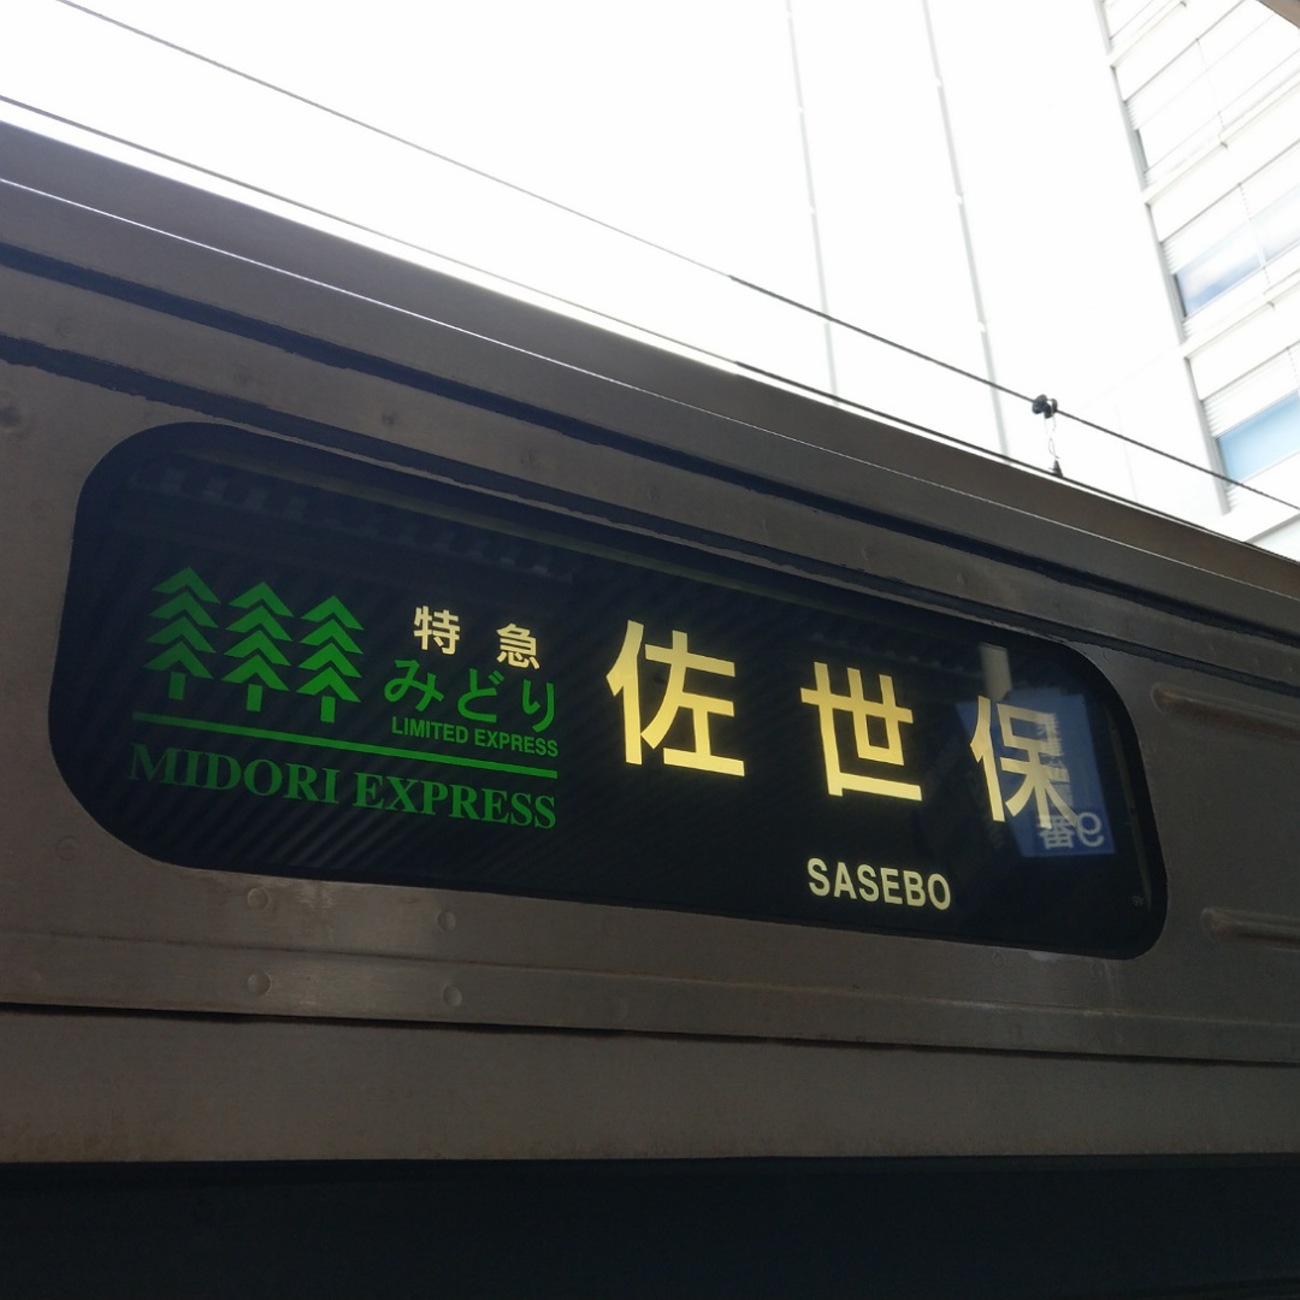 特急
みどり
LIMITED EXPRESS
MIDORI EXPRESS
佐世保
SASEBO